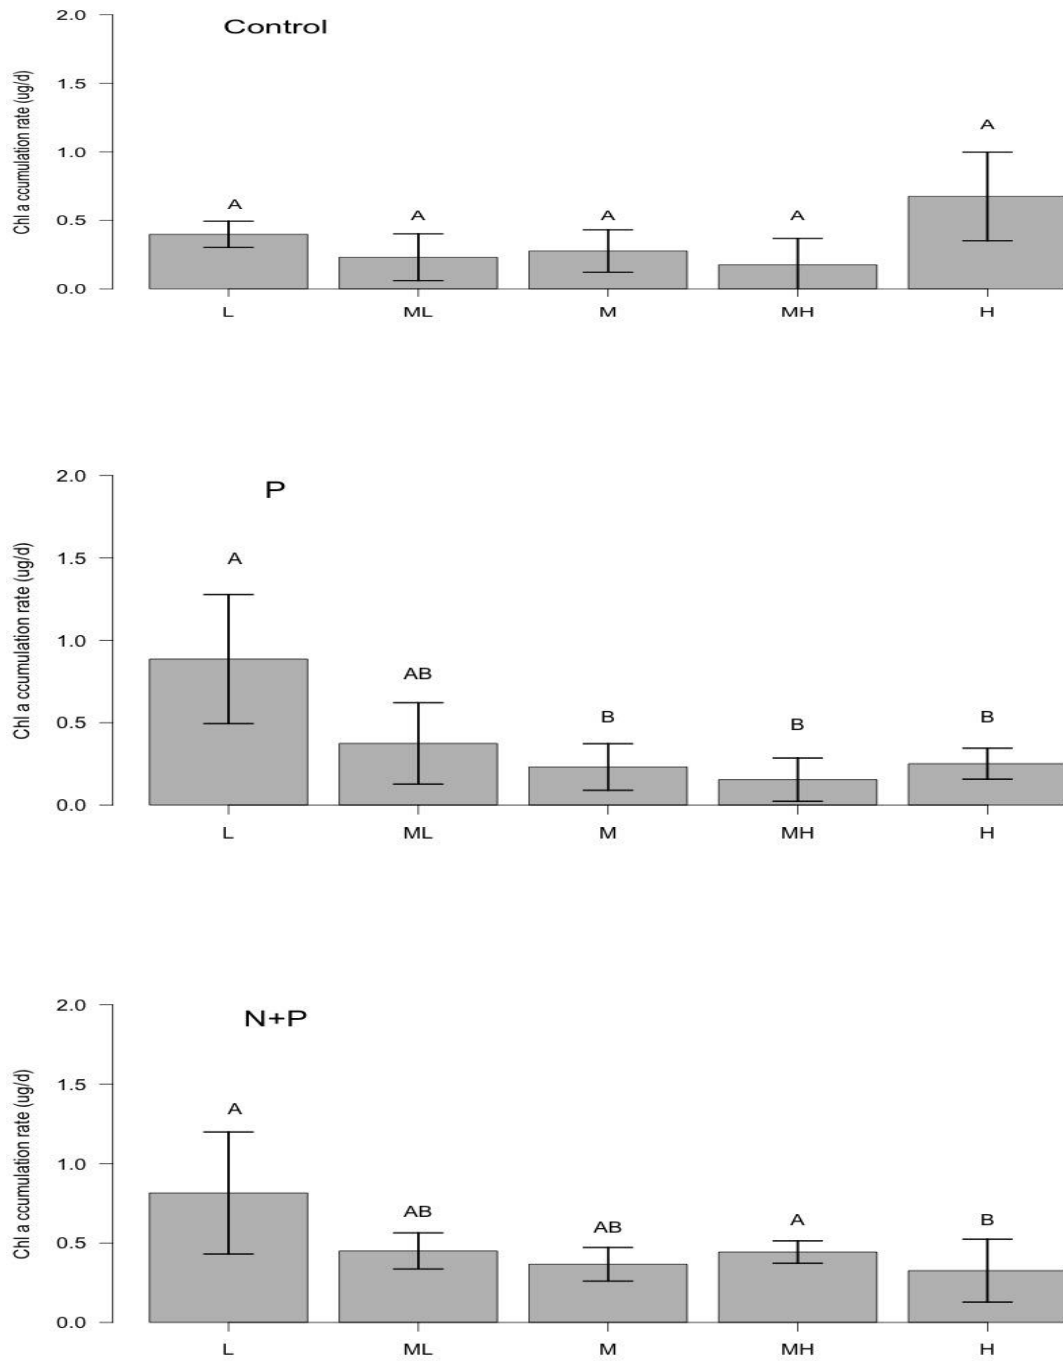 Control
Chl a ccumulation rate (ug/d)
2.0
1.5
1.0
0.5
0.0
A A A A A
L ML M MH H
P
Chl a ccumulation rate (ug/d)
2.0
1.5
1.0
0.5
0.0
A AB B B B
L ML M MH H
N+P
Chl a ccumulation rate (ug/d)
2.0
1.5
1.0
0.5
0.0
A AB AB A B
L ML M MH H